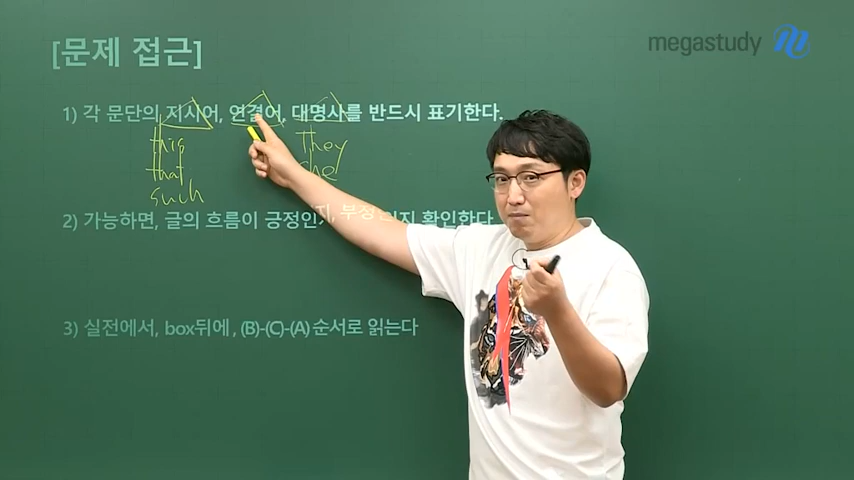 megastudy
[문제 접근]
1) 각 문단의 지시어, 연결어, 대명사를 반드시 표기한다.
this They
that she
such
2) 가능하면, 글의 흐름이 긍정인지, 부정인지 확인한다.
3) 실전에서, box뒤에, (B)-(C)-(A) 순서로 읽는다